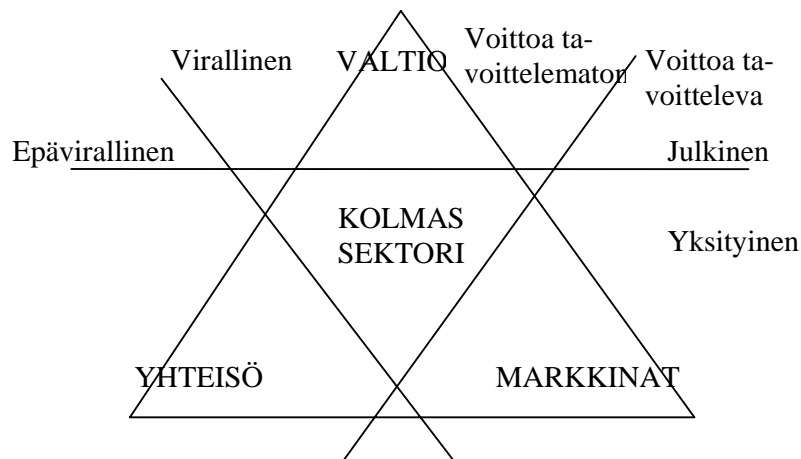 Virallinen
VALTIO
Voittoa ta-
voittelematon
Voittoa ta-
voitteleva
Epävirallinen
Julkinen
KOLMAS
SEKTORI
Yksityinen
YHTEISÖ
MARKKINAT